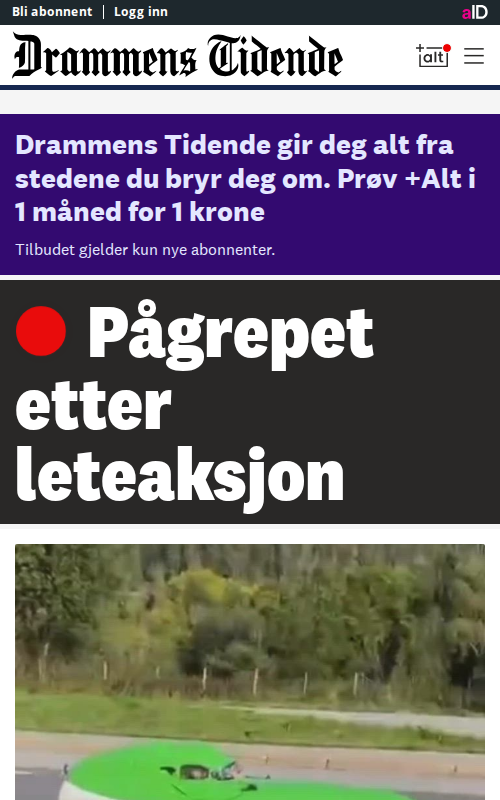 Bli abonnent
Logg inn
aID
Drammens Tidende
+alt
Drammens Tidende gir deg alt fra
stedene du bryr deg om. Prøv +Alt i
1 måned for 1 krone
Tilbudet gjelder kun nye abonnenter.
Pågrepet
etter
leteaksjon